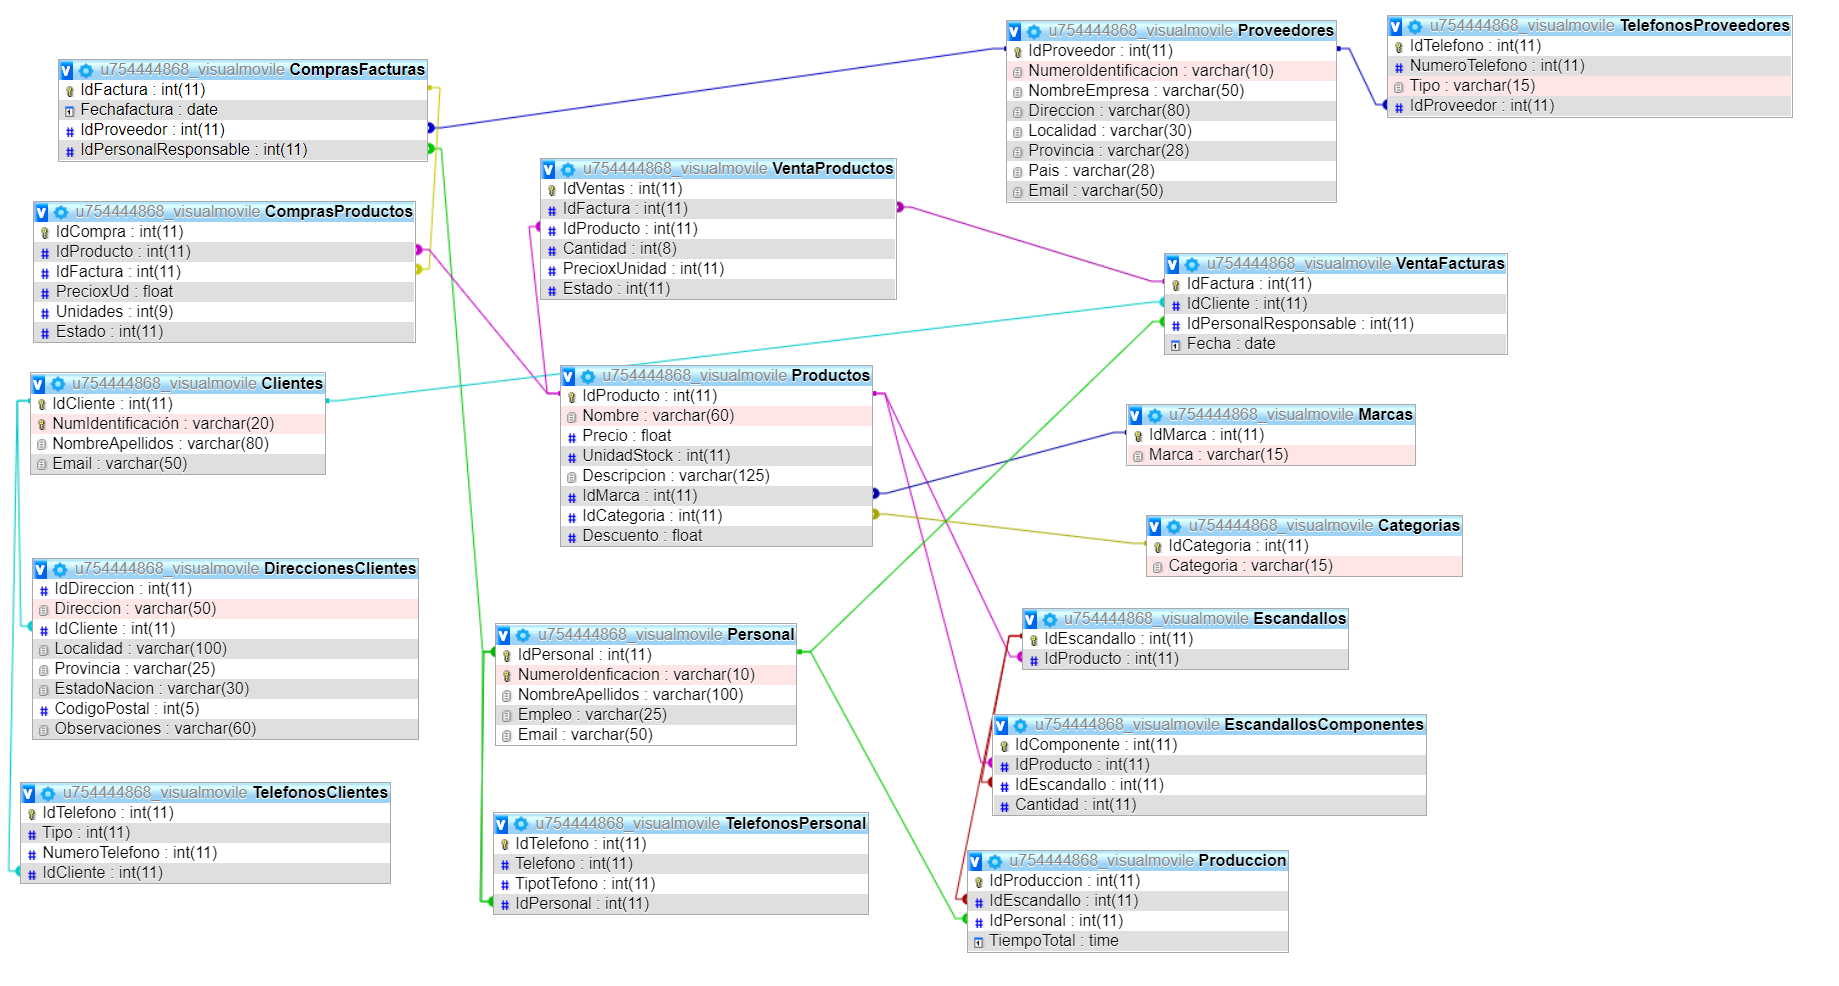 u754444868_visualmovile ComprasFacturas
IdFactura : int(11)
Fechafactura : date
IdProveedor : int(11)
IdPersonalResponsable : int(11)
u754444868_visualmovile Proveedores
IdProveedor : int(11)
NumeroIdentificacion : varchar(10)
NombreEmpresa : varchar(50)
Direccion : varchar(80)
Localidad : varchar(30)
Provincia : varchar(28)
Pais : varchar(28)
Email : varchar(50)
u754444868_visualmovile TelefonosProveedores
IdTelefono : int(11)
NumeroTelefono : int(11)
Tipo : varchar(15)
IdProveedor : int(11)
u754444868_visualmovile ComprasProductos
IdCompra : int(11)
IdProducto : int(11)
IdFactura : int(11)
PrecioxUd : float
Unidades : int(9)
Estado : int(11)
u754444868_visualmovile VentaProductos
IdVentas : int(11)
IdFactura : int(11)
IdProducto : int(11)
Cantidad : int(8)
PrecioxUnidad : int(11)
Estado : int(11)
u754444868_visualmovile VentaFacturas
IdFactura : int(11)
IdCliente : int(11)
IdPersonalResponsable : int(11)
Fecha : date
u754444868_visualmovile Clientes
IdCliente : int(11)
NumIdentificación : varchar(20)
NombreApellidos : varchar(80)
Email : varchar(50)
u754444868_visualmovile Productos
IdProducto : int(11)
Nombre : varchar(60)
Precio : float
UnidadStock : int(11)
Descripcion : varchar(125)
IdMarca : int(11)
IdCategoria : int(11)
Descuento : float
u754444868_visualmovile Marcas
IdMarca : int(11)
Marca : varchar(15)
u754444868_visualmovile Categorias
IdCategoria : int(11)
Categoria : varchar(15)
u754444868_visualmovile DireccionesClientes
IdDireccion : int(11)
Direccion : varchar(50)
IdCliente : int(11)
Localidad : varchar(100)
Provincia : varchar(25)
EstadoNacion : varchar(30)
CodigoPostal : int(5)
Observaciones : varchar(60)
u754444868_visualmovile Personal
IdPersonal : int(11)
NumeroIdenficacion : varchar(10)
NombreApellidos : varchar(100)
Empleo : varchar(25)
Email : varchar(50)
u754444868_visualmovile Escandallos
IdEscandallo : int(11)
IdProducto : int(11)
u754444868_visualmovile EscandallosComponentes
IdComponente : int(11)
IdProducto : int(11)
IdEscandallo : int(11)
Cantidad : int(11)
u754444868_visualmovile TelefonosClientes
IdTelefono : int(11)
Tipo : int(11)
NumeroTelefono : int(11)
IdCliente : int(11)
u754444868_visualmovile TelefonosPersonal
IdTelefono : int(11)
Telefono : int(11)
TipotTefono : int(11)
IdPersonal : int(11)
u754444868_visualmovile Produccion
IdProduccion : int(11)
IdEscandallo : int(11)
IdPersonal : int(11)
TiempoTotal : time